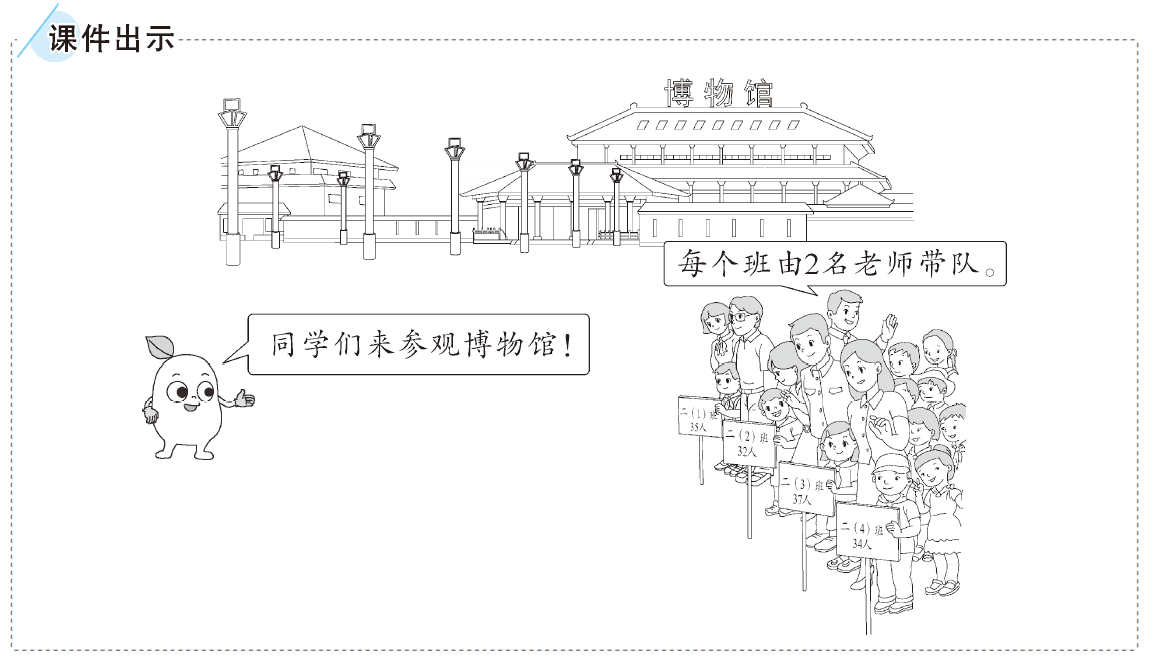 课件出示
博物馆
每个班由2名老师带队。
同学们来参观博物馆！
二（1）班
35人
二（2）班
32人
二（3）班
37人
二（4）班
34人